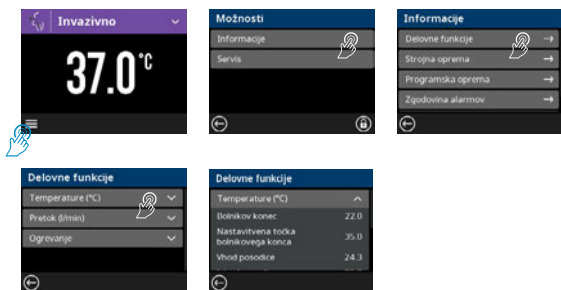 Invazivno
37.0°C
Možnosti
Informacije
Servis
Informacije
Delovne funkcije
Strojna oprema
Programska oprema
Zgodovina alarmov
Delovne funkcije
Temperature (°C)
Pretok (l/min)
Ogrevanje
Delovne funkcije
Temperature (°C)
Bolnikov konec 22.0
Nastavitvena točka
bolnikovega konca 35.0
Vhod posodice 24.3